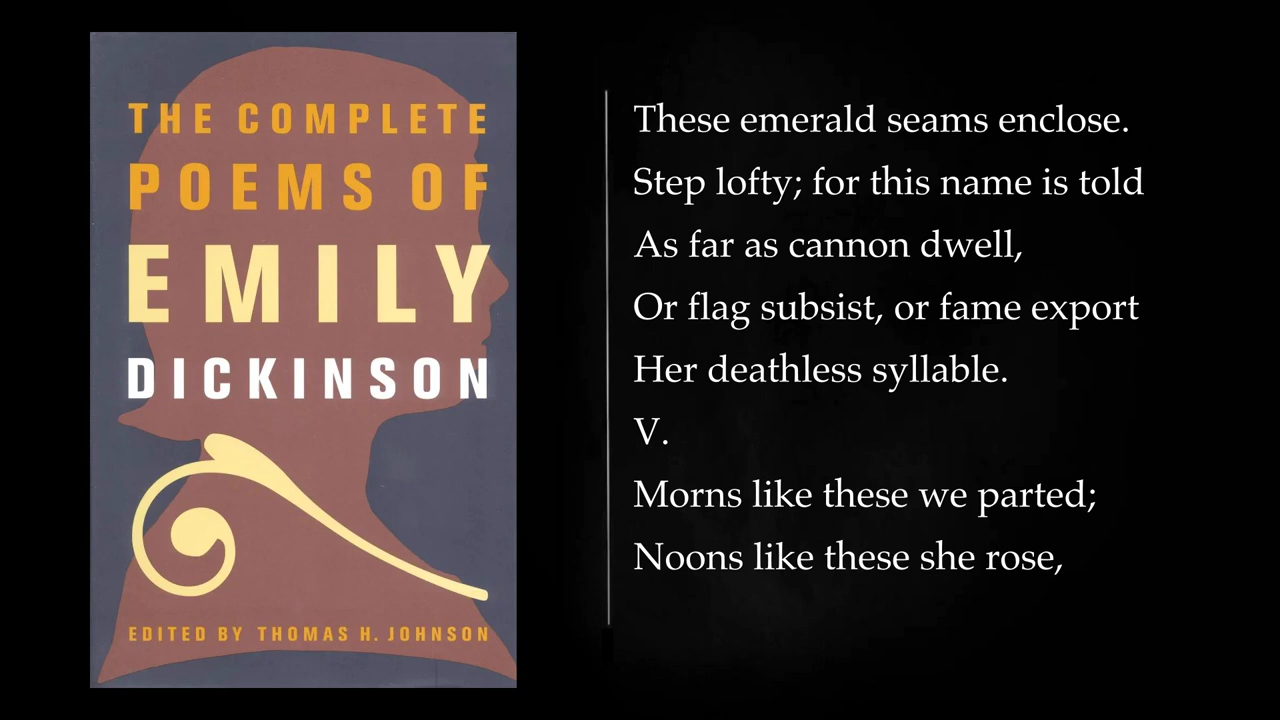 THE COMPLETE
POEMS OF
EMILY
DICKINSON
EDITED BY THOMAS H. JOHNSON
These emerald seams enclose.
Step lofty; for this name is told
As far as cannon dwell,
Or flag subsist, or fame export
Her deathless syllable.
V.
Morns like these we parted;
Noons like these she rose,